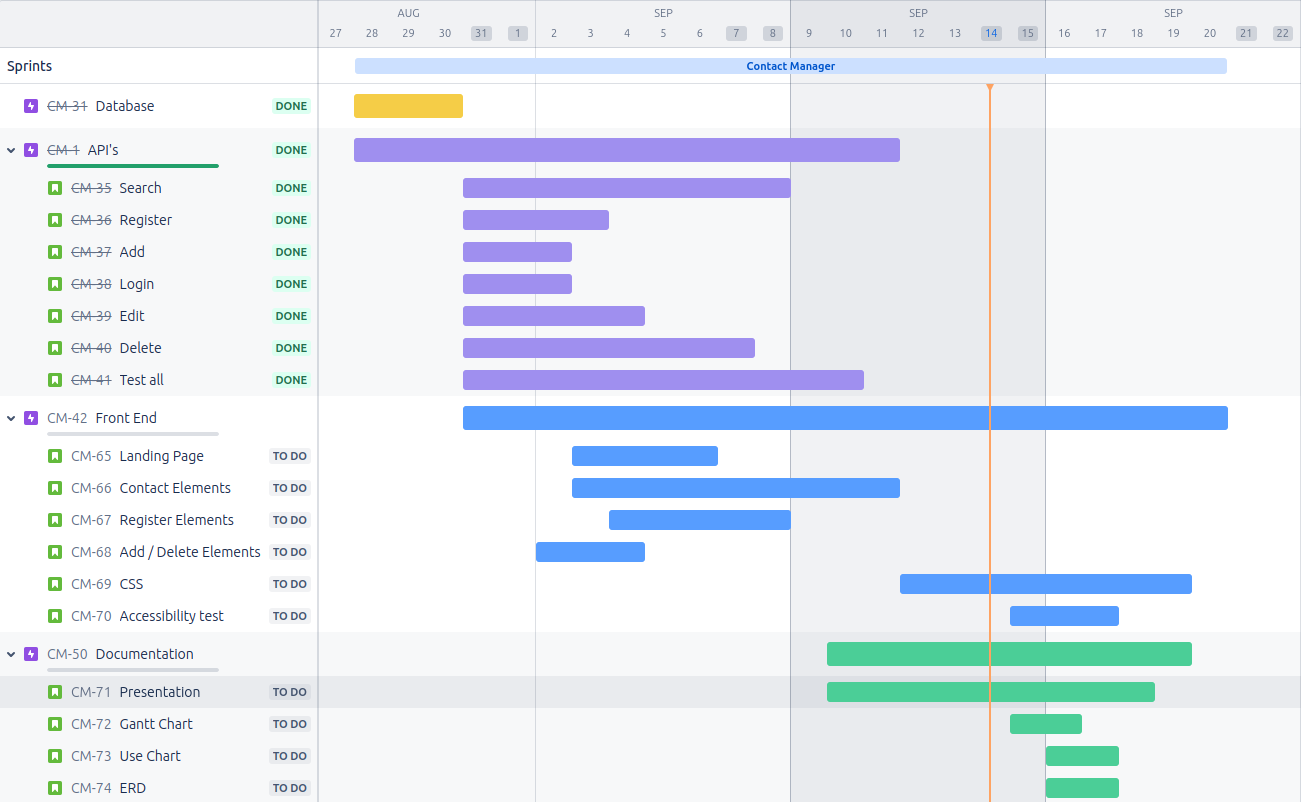 AUG SEP SEP SEP
27 28 29 30 31 1 2 3 4 5 6 7 8 9 10 11 12 13 14 15 16 17 18 19 20 21 22
Sprints Contact Manager
CM-31 Database DONE
CM-1 API's DONE
CM-35 Search DONE
CM-36 Register DONE
CM-37 Add DONE
CM-38 Login DONE
CM-39 Edit DONE
CM-40 Delete DONE
CM-41 Test all DONE
CM-42 Front End
CM-65 Landing Page TO DO
CM-66 Contact Elements TO DO
CM-67 Register Elements TO DO
CM-68 Add / Delete Elements TO DO
CM-69 CSS TO DO
CM-70 Accessibility test TO DO
CM-50 Documentation
CM-71 Presentation TO DO
CM-72 Gantt Chart TO DO
CM-73 Use Chart TO DO
CM-74 ERD TO DO